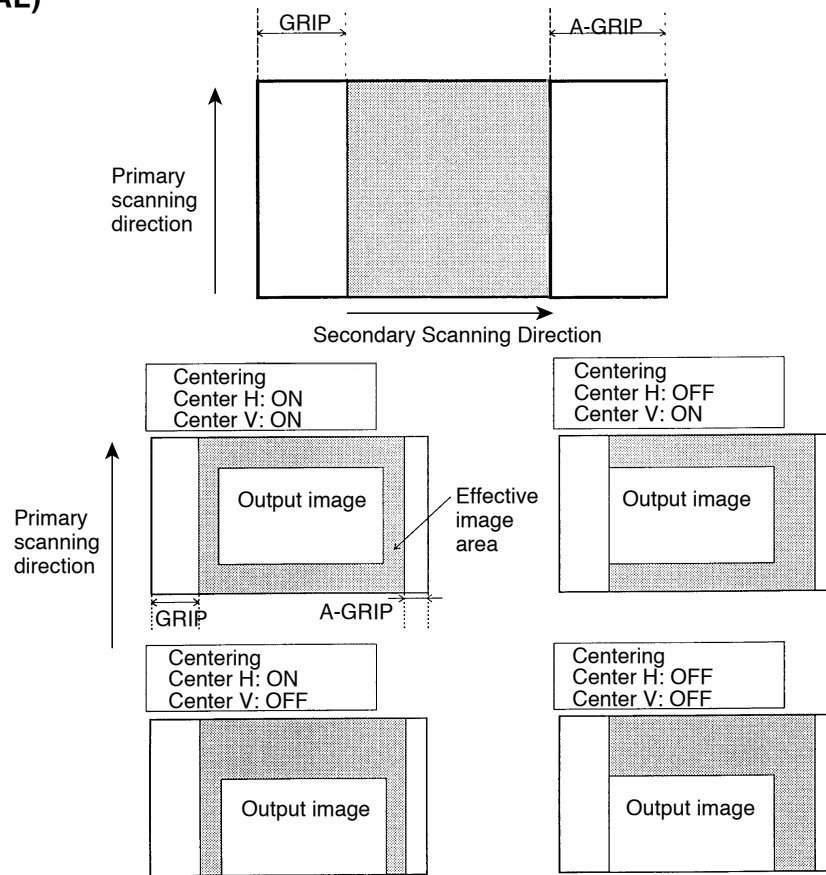 AL)
GRIP
A-GRIP
Primary
scanning
direction
Secondary Scanning Direction
Centering
Center H: ON
Center V: ON
Centering
Center H: OFF
Center V: ON
Primary
scanning
direction
Output image
Effective
image
area
Output image
GRIP
A-GRIP
Centering
Center H: ON
Center V: OFF
Centering
Center H: OFF
Center V: OFF
Output image
Output image